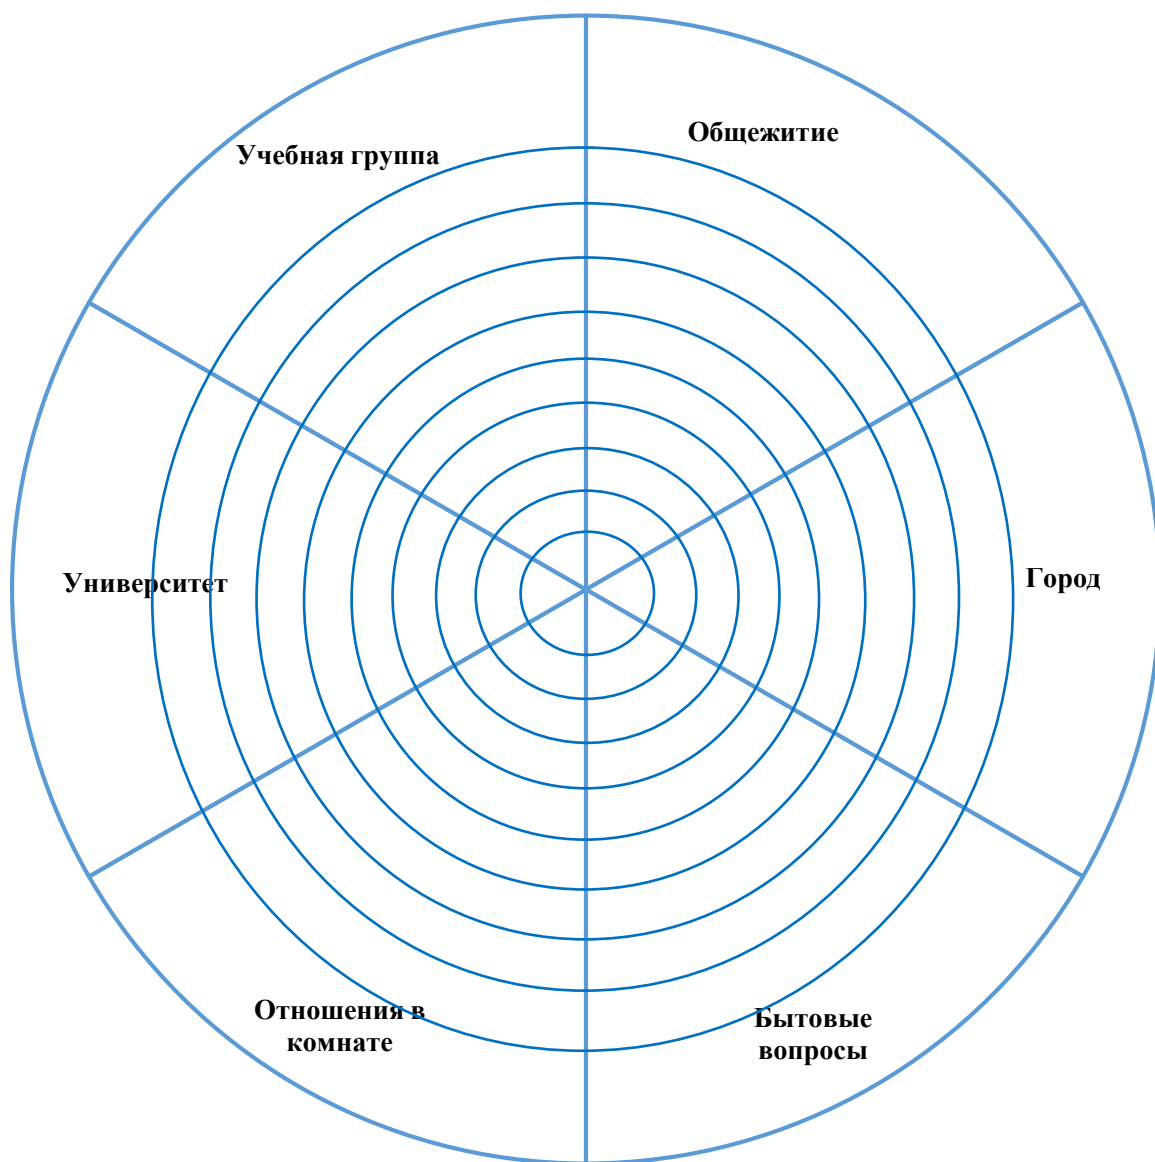 Общежитие
Учебная группа
Университет
Город
Отношения в
комнате
Бытовые
вопросы